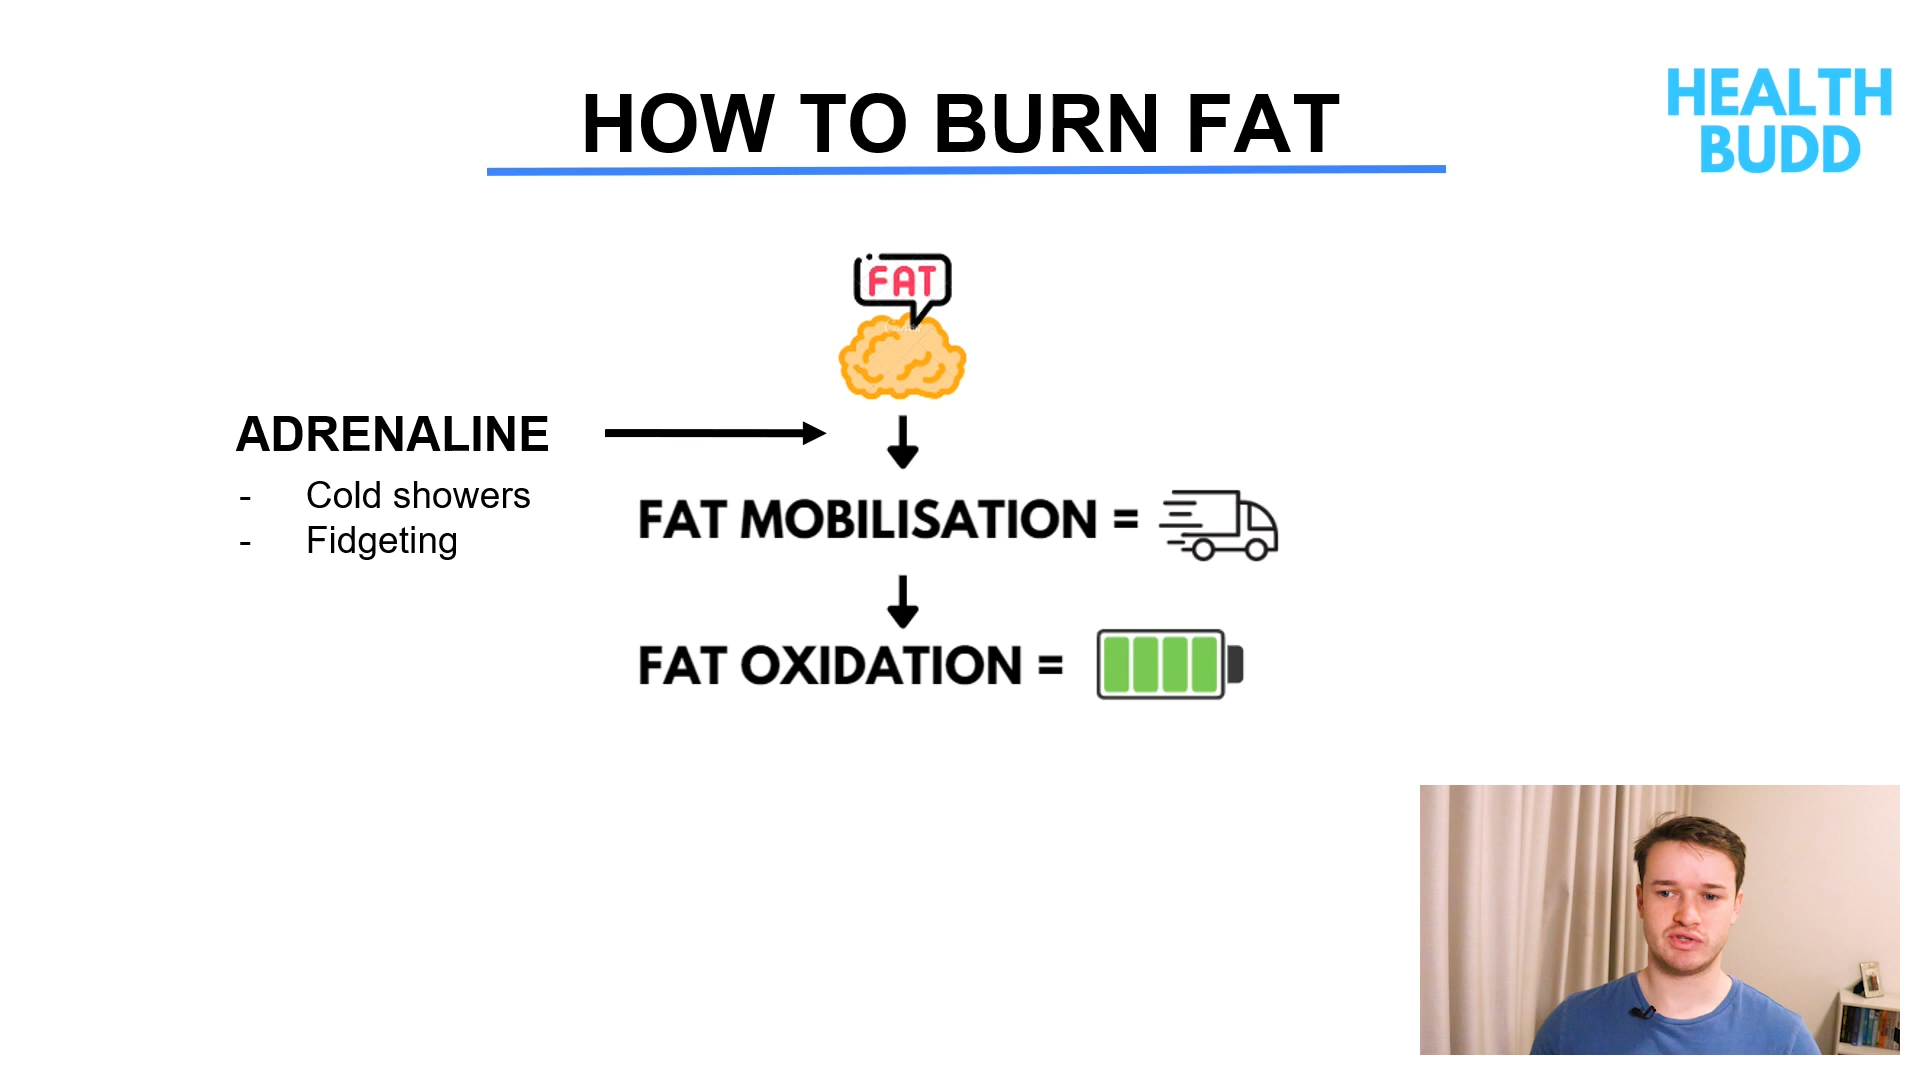 HOW TO BURN FAT
HEALTH
BUDD
FAT
ADRENALINE
- Cold showers
- Fidgeting
FAT MOBILISATION =
FAT OXIDATION =